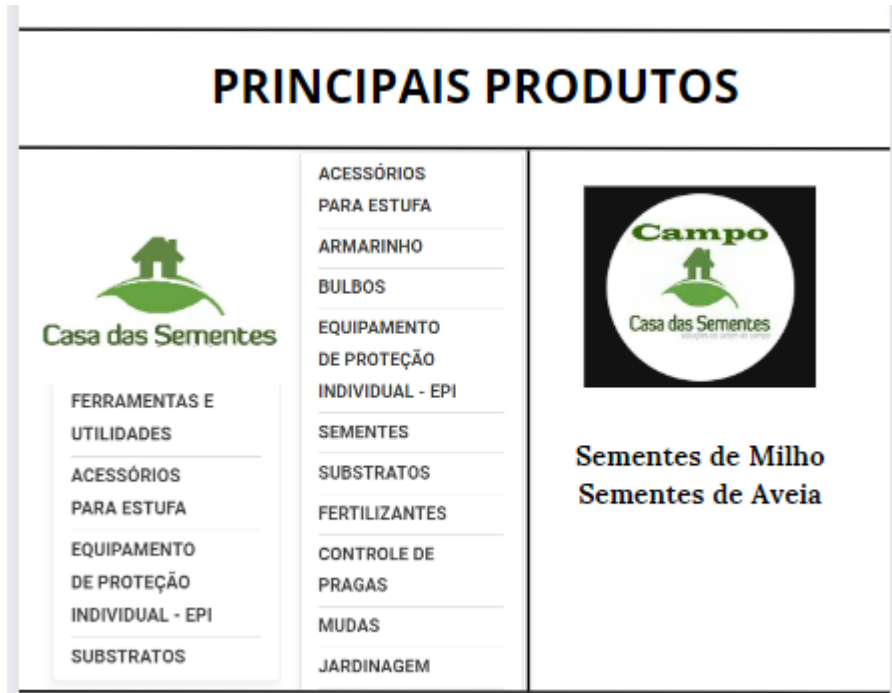 PRINCIPAIS PRODUTOS
Casa das Sementes
FERRAMENTAS E
UTILIDADES
ACESSÓRIOS
PARA ESTUFA
EQUIPAMENTO
DE PROTEÇÃO
INDIVIDUAL - EPI
SUBSTRATOS
ACESSÓRIOS
PARA ESTUFA
ARMARINHO
BULBOS
EQUIPAMENTO
DE PROTEÇÃO
INDIVIDUAL - EPI
SEMENTES
SUBSTRATOS
FERTILIZANTES
CONTROLE DE
PRAGAS
MUDAS
JARDINAGEM
Campo
Casa das Sementes
Sementes de Milho
Sementes de Aveia